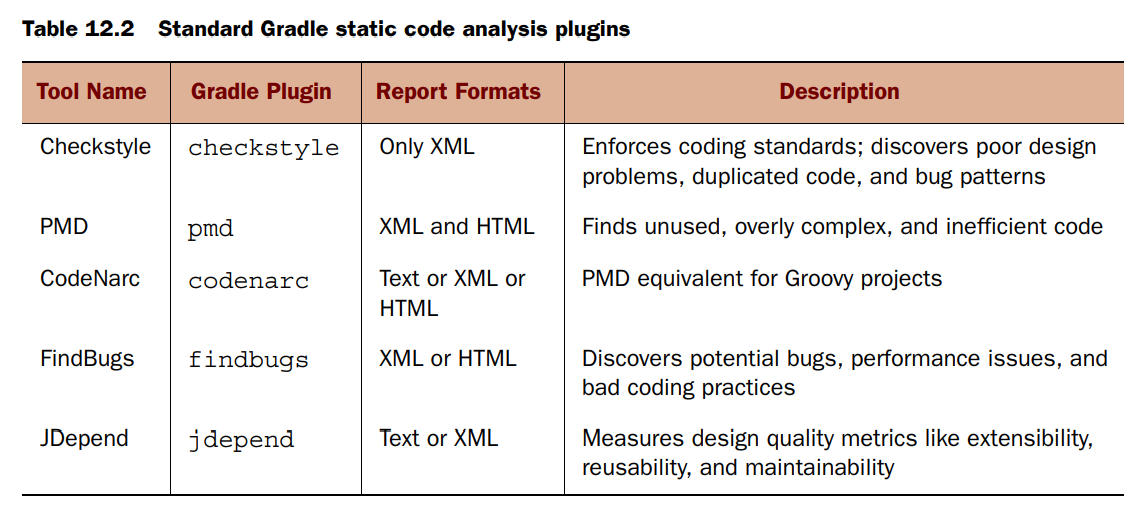 Table 12.2 Standard Gradle static code analysis plugins
Tool Name Gradle Plugin Report Formats Description
Checkstyle checkstyle Only XML Enforces coding standards; discovers poor design
problems, duplicated code, and bug patterns
PMD pmd XML and HTML Finds unused, overly complex, and inefficient code
CodeNarc codenarc Text or XML or PMD equivalent for Groovy projects
HTML
FindBugs findbugs XML or HTML Discovers potential bugs, performance issues, and
bad coding practices
JDepend jdepend Text or XML Measures design quality metrics like extensibility,
reusability, and maintainability